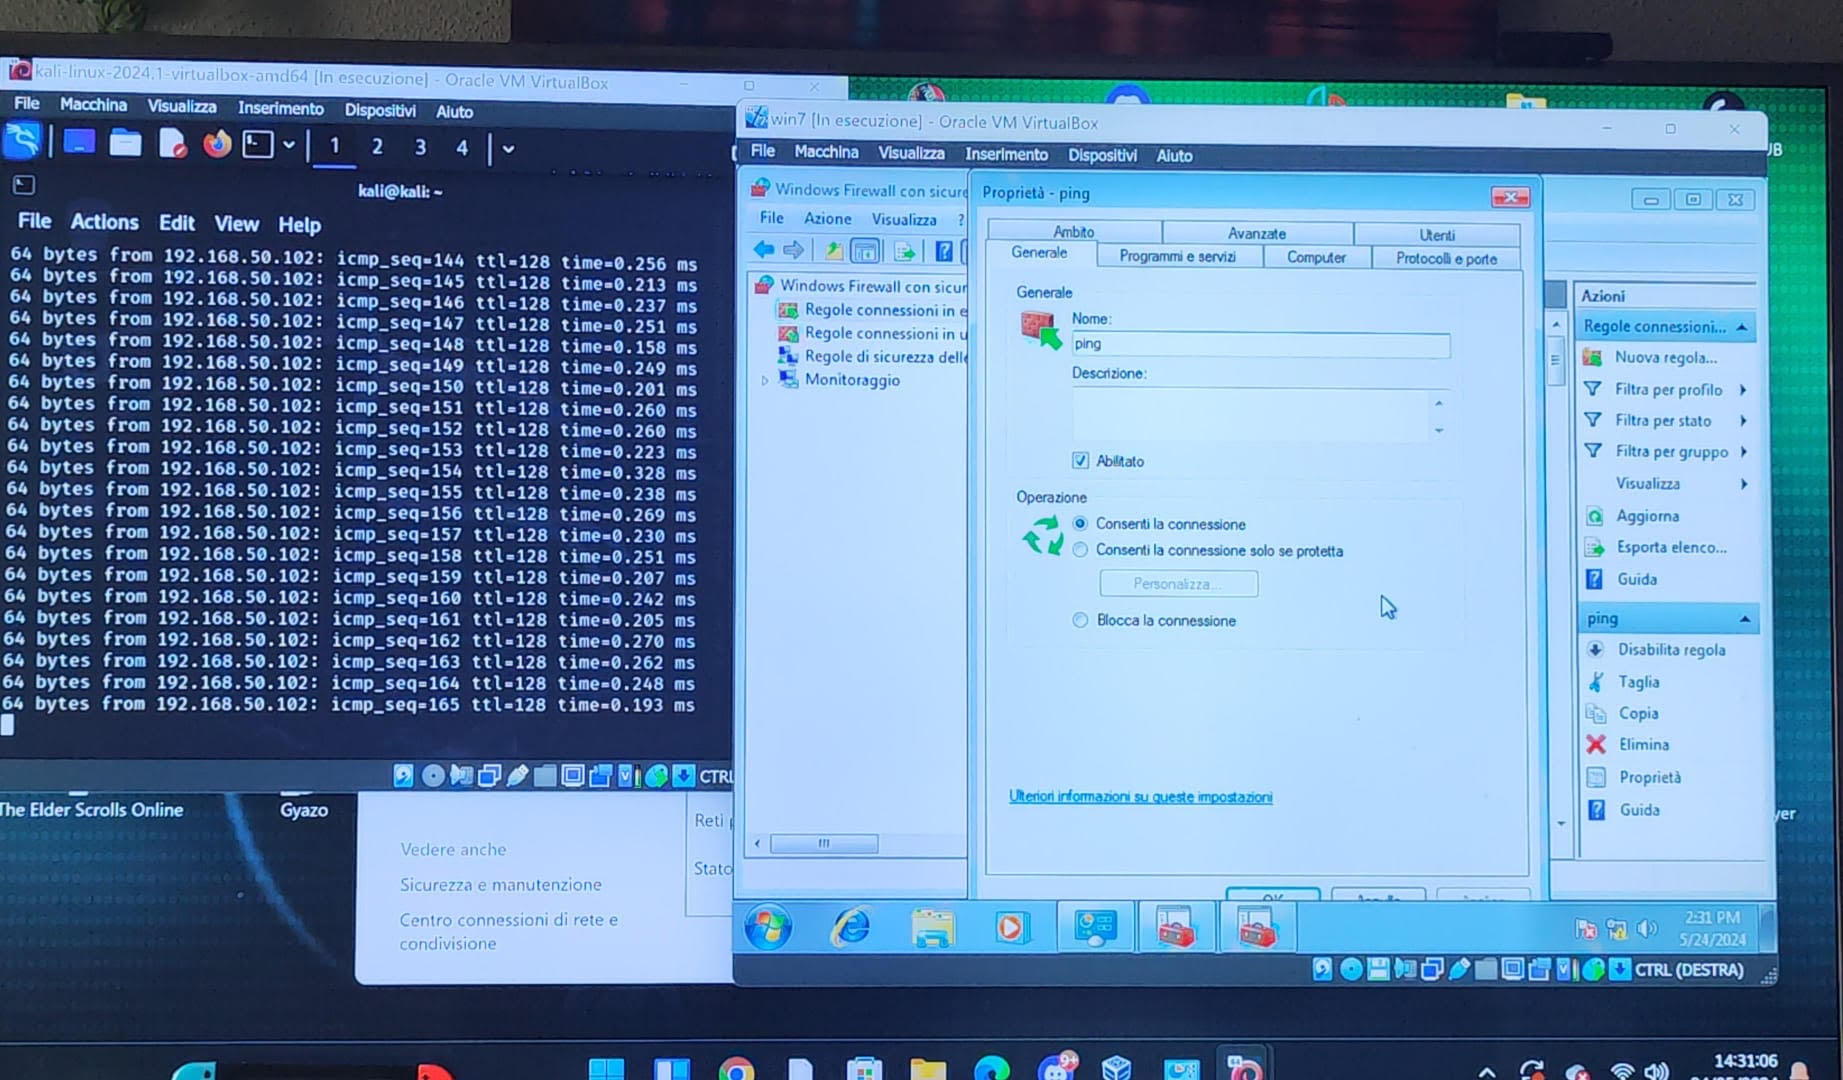 kali-linux-2024.1-virtualbox-amd64 [In esecuzione] - Oracle VM VirtualBox
File Macchina Visualizza Inserimento Dispositivi Aiuto
1 2 3 4
kali@kali: ~
File Actions Edit View Help
64 bytes from 192.168.50.102: icmp_seq=144 ttl=128 time=0.256 ms
64 bytes from 192.168.50.102: icmp_seq=145 ttl=128 time=0.213 ms
64 bytes from 192.168.50.102: icmp_seq=146 ttl=128 time=0.237 ms
64 bytes from 192.168.50.102: icmp_seq=147 ttl=128 time=0.251 ms
64 bytes from 192.168.50.102: icmp_seq=148 ttl=128 time=0.158 ms
64 bytes from 192.168.50.102: icmp_seq=149 ttl=128 time=0.249 ms
64 bytes from 192.168.50.102: icmp_seq=150 ttl=128 time=0.201 ms
64 bytes from 192.168.50.102: icmp_seq=151 ttl=128 time=0.260 ms
64 bytes from 192.168.50.102: icmp_seq=152 ttl=128 time=0.260 ms
64 bytes from 192.168.50.102: icmp_seq=153 ttl=128 time=0.223 ms
64 bytes from 192.168.50.102: icmp_seq=154 ttl=128 time=0.328 ms
64 bytes from 192.168.50.102: icmp_seq=155 ttl=128 time=0.238 ms
64 bytes from 192.168.50.102: icmp_seq=156 ttl=128 time=0.269 ms
64 bytes from 192.168.50.102: icmp_seq=157 ttl=128 time=0.230 ms
64 bytes from 192.168.50.102: icmp_seq=158 ttl=128 time=0.251 ms
64 bytes from 192.168.50.102: icmp_seq=159 ttl=128 time=0.207 ms
64 bytes from 192.168.50.102: icmp_seq=160 ttl=128 time=0.242 ms
64 bytes from 192.168.50.102: icmp_seq=161 ttl=128 time=0.205 ms
64 bytes from 192.168.50.102: icmp_seq=162 ttl=128 time=0.270 ms
64 bytes from 192.168.50.102: icmp_seq=163 ttl=128 time=0.262 ms
64 bytes from 192.168.50.102: icmp_seq=164 ttl=128 time=0.248 ms
64 bytes from 192.168.50.102: icmp_seq=165 ttl=128 time=0.193 ms
CTRL
The Elder Scrolls Online
Gyazo
Vedere anche
Sicurezza e manutenzione
Centro connessioni di rete e
condivisione
Reti
Stato
win7 [In esecuzione] - Oracle VM VirtualBox
File Macchina Visualizza Inserimento Dispositivi Aiuto
Windows Firewall con sicure
File Azione Visualizza ?
Windows Firewall con sicur
Regole connessioni in e
Regole connessioni in u
Regole di sicurezza delle
Monitoraggio
Proprietà - ping
Ambito Avanzate Utenti
Generale Programmi e servizi Computer Protocolli e porte
Generale
Nome:
ping
Descrizione:
Abilitato
Operazione
Consenti la connessione
Consenti la connessione solo se protetta
Personalizza...
Blocca la connessione
Ulteriori informazioni su queste impostazioni
Azioni
Regole connessioni...
Nuova regola...
Filtra per profilo
Filtra per stato
Filtra per gruppo
Visualizza
Aggiorna
Esporta elenco...
Guida
ping
Disabilita regola
Taglia
Copia
Elimina
Proprietà
Guida
2:31 PM
5/24/2024
CTRL (DESTRA)
9+
14:31:06